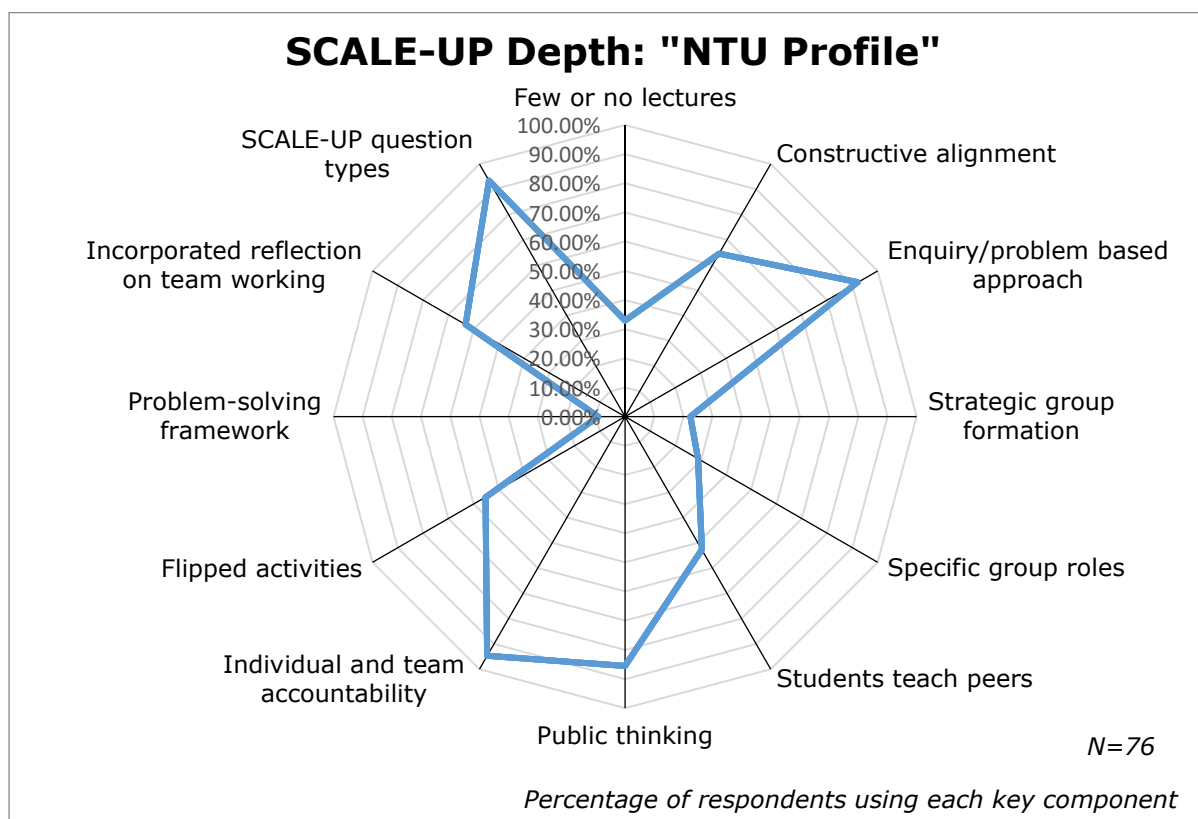 SCALE-UP Depth: "NTU Profile"
Few or no lectures
100.00%
90.00%
80.00%
70.00%
60.00%
50.00%
40.00%
30.00%
20.00%
10.00%
0.00%
Constructive alignment
Enquiry/problem based
approach
Strategic group
formation
Specific group roles
Students teach peers
Public thinking
Individual and team
accountability
Flipped activities
Problem-solving
framework
Incorporated reflection
on team working
SCALE-UP question
types
N=76
Percentage of respondents using each key component